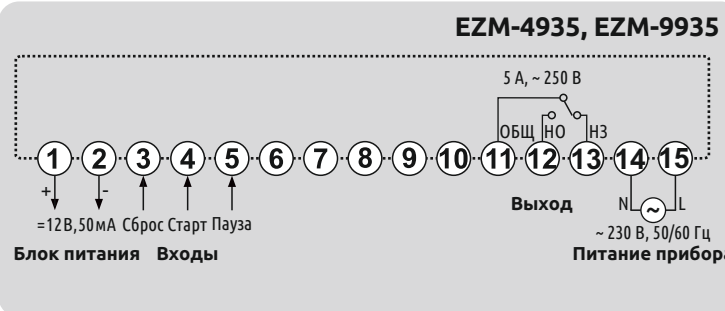 EZM-4935, EZM-9935
5 А, ~ 250 В
ОБЩ НО НЗ
1 2 3 4 5 6 7 8 9 10 11 12 13 14 15
+ -
=12В,50мА Сброс Старт Пауза
Выход
N ~ L
~ 230 В, 50/60 Гц
Блок питания Входы
Питание прибора